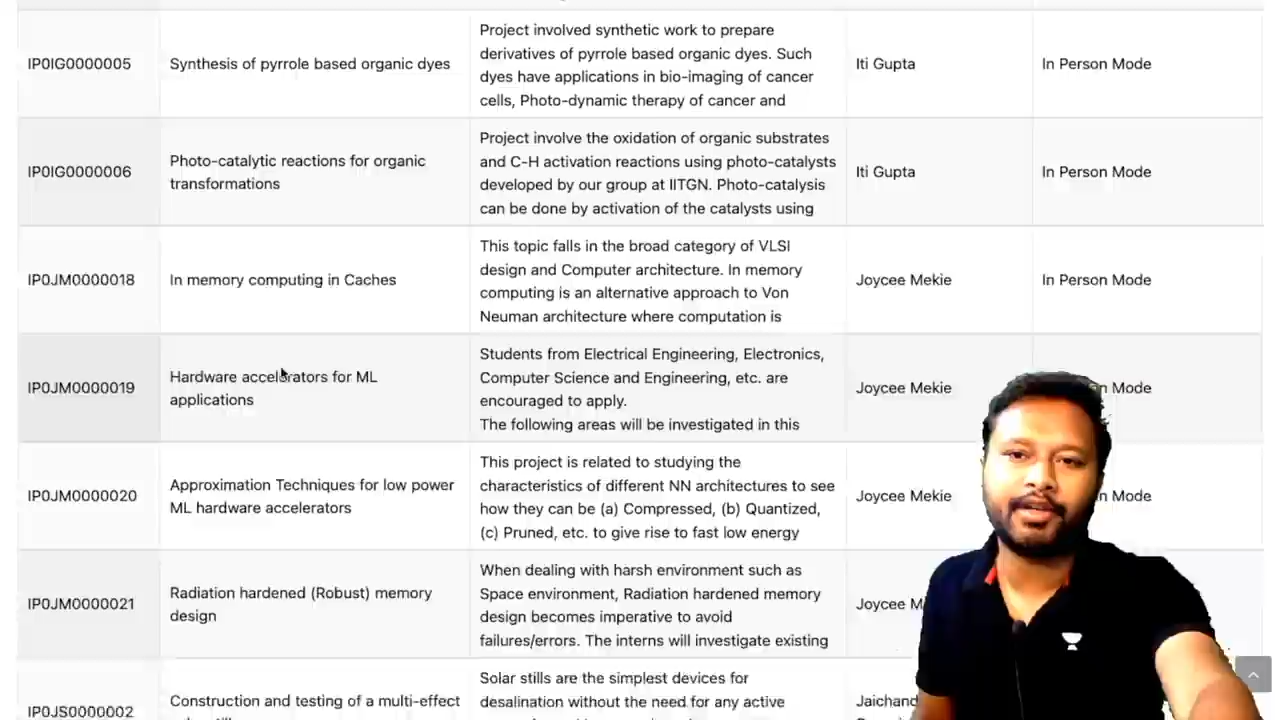 IP0IG0000005
Synthesis of pyrrole based organic dyes
Project involved synthetic work to prepare
derivatives of pyrrole based organic dyes. Such
dyes have applications in bio-imaging of cancer
cells, Photo-dynamic therapy of cancer and
Iti Gupta
In Person Mode
IP0IG0000006
Photo-catalytic reactions for organic
transformations
Project involve the oxidation of organic substrates
and C-H activation reactions using photo-catalysts
developed by our group at IITGN. Photo-catalysis
can be done by activation of the catalysts using
Iti Gupta
In Person Mode
IP0JM0000018
In memory computing in Caches
This topic falls in the broad category of VLSI
design and Computer architecture. In memory
computing is an alternative approach to Von
Neuman architecture where computation is
Joycee Mekie
In Person Mode
IP0JM0000019
Hardware accelerators for ML
applications
Students from Electrical Engineering, Electronics,
Computer Science and Engineering, etc. are
encouraged to apply.
The following areas will be investigated in this
Joycee Mekie
Mode
IP0JM0000020
Approximation Techniques for low power
ML hardware accelerators
This project is related to studying the
characteristics of different NN architectures to see
how they can be (a) Compressed, (b) Quantized,
(c) Pruned, etc. to give rise to fast low energy
Joycee Mekie
Mode
IP0JM0000021
Radiation hardened (Robust) memory
design
When dealing with harsh environment such as
Space environment, Radiation hardened memory
design becomes imperative to avoid
failures/errors. The interns will investigate existing
Joycee
IP0JS0000002
Construction and testing of a multi-effect
Solar stills are the simplest devices for
desalination without the need for any active
Jaichand